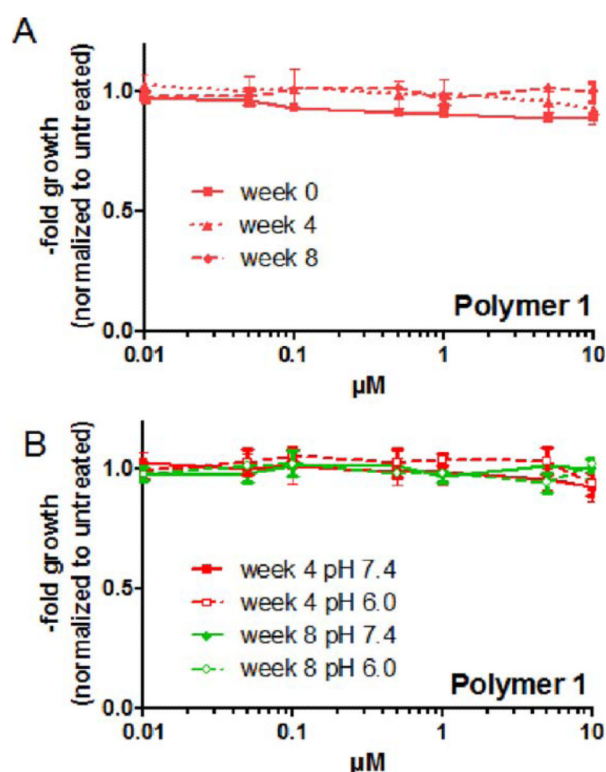 A
-fold growth
(normalized to untreated)
1.0
0.5
0.0
week 0
week 4
week 8
Polymer 1
0.01 0.1 1 10
µM
B
-fold growth
(normalized to untreated)
1.0
0.5
0.0
week 4 pH 7.4
week 4 pH 6.0
week 8 pH 7.4
week 8 pH 6.0
Polymer 1
0.01 0.1 1 10
µM